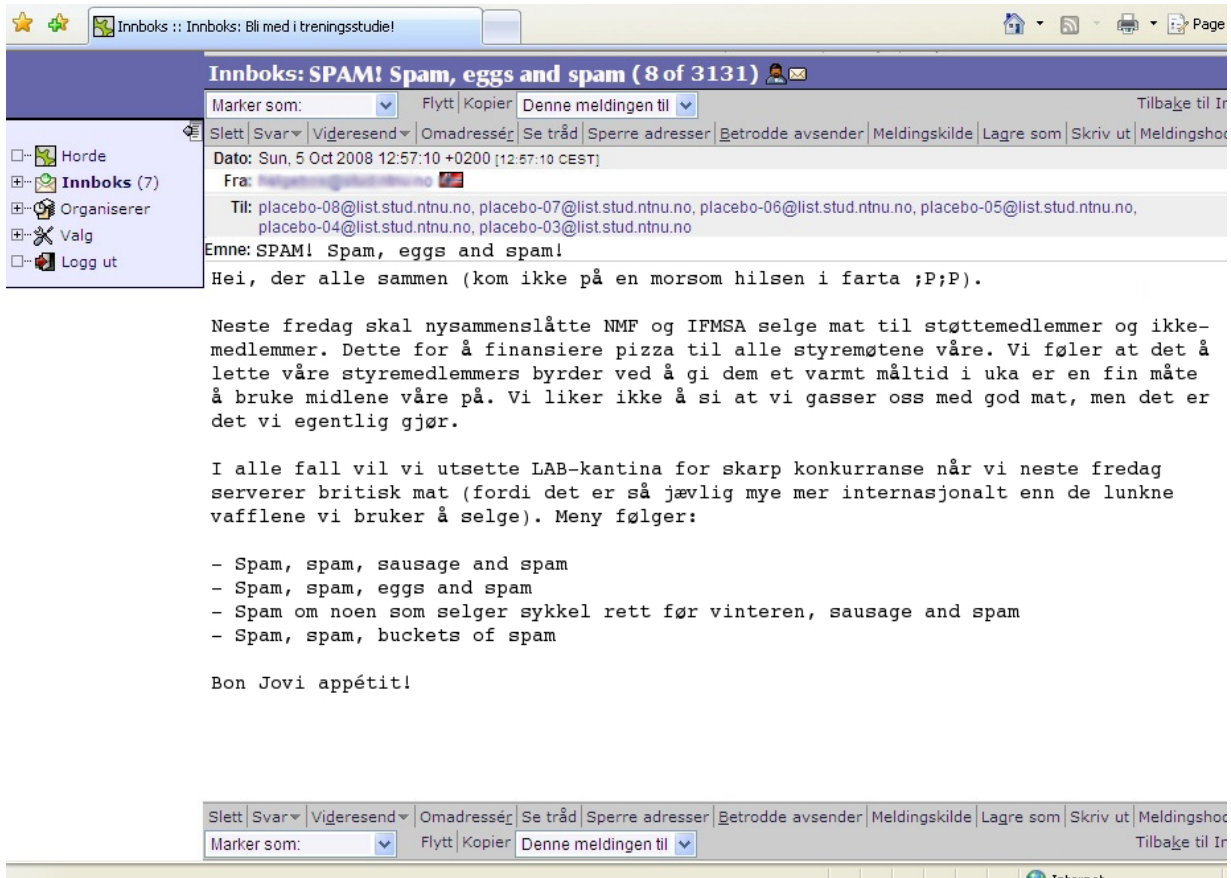 Innboks :: Innboks: Bli med i treningsstudie!
Page
Innboks: SPAM! Spam, eggs and spam (8 of 3131)
Marker som: Flytt Kopier Denne meldingen til Tilbake til
Slett Svar Videresend Omadressér Se tråd Sperre adresser Betrodde avsender Meldingskilde Lagre som Skriv ut
Horde
Innboks (7)
Organiserer
Valg
Logg ut
Dato: Sun, 5 Oct 2008 12:57:10 +0200 [12:57:10 CEST]
Fra:
Til: placebo-08@list.stud.ntnu.no, placebo-07@list.stud.ntnu.no, placebo-06@list.stud.ntnu.no, placebo-05@list.stud.ntnu.no,
placebo-04@list.stud.ntnu.no, placebo-03@list.stud.ntnu.no
Emne: SPAM! Spam, eggs and spam!
Hei, der alle sammen (kom ikke på en morsom hilsen i farta ;P;P).
Neste fredag skal nysammenslåtte NMF og IFMSA selge mat til støttemedlemmer og ikke-
medlemmer. Dette for å finansiere pizza til alle styremøtene våre. Vi føler at det å
lette våre styremedlemmers byrder ved å gi dem et varmt måltid i uka er en fin måte
å bruke midlene våre på. Vi liker ikke å si at vi gasser oss med god mat, men det er
det vi egentlig gjør.
I alle fall vil vi utsette LAB-kantina for skarp konkurranse når vi neste fredag
serverer britisk mat (fordi det er så jævlig mye mer internasjonalt enn de lunkne
vafflene vi bruker å selge). Meny følger:
- Spam, spam, sausage and spam
- Spam, spam, eggs and spam
- Spam om noen som selger sykkel rett før vinteren, sausage and spam
- Spam, spam, buckets of spam
Bon Jovi appétit!
Slett Svar Videresend Omadressér Se tråd Sperre adresser Betrodde avsender Meldingskilde Lagre som Skriv ut
Marker som: Flytt Kopier Denne meldingen til Tilbake til